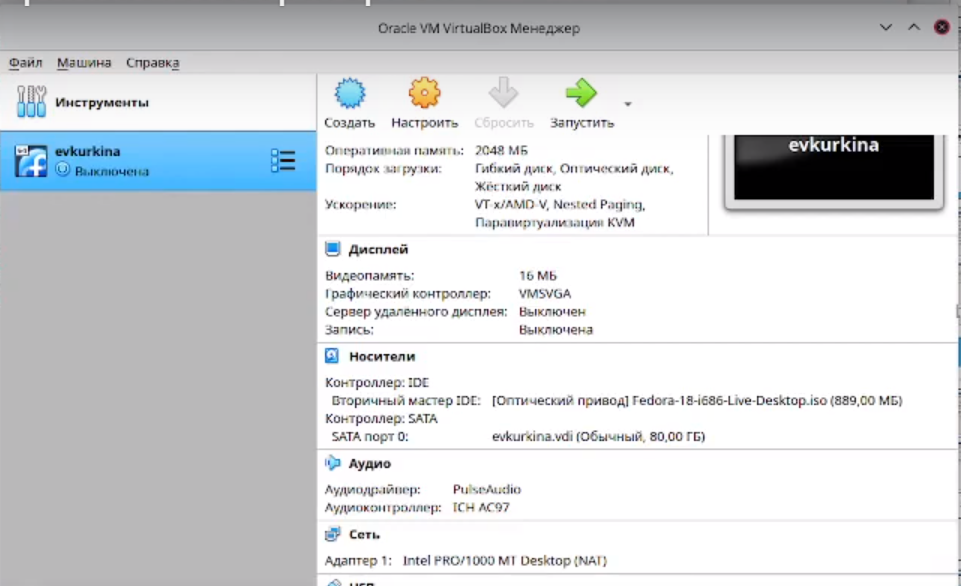 Oracle VM VirtualBox Менеджер
Файл Машина Справка
Инструменты
Создать Настроить Сбросить Запустить
evkurkina
Выключена
Оперативная память: 2048 МБ
Порядок загрузки: Гибкий диск, Оптический диск,
Жёсткий диск
Ускорение: VT-x/AMD-V, Nested Paging,
Паравиртуализация KVM
evkurkina
Дисплей
Видеопамять: 16 МБ
Графический контроллер: VMSVGA
Сервер удалённого дисплея: Выключен
Запись: Выключена
Носители
Контроллер: IDE
Вторичный мастер IDE: [Оптический привод] Fedora-18-i686-Live-Desktop.iso (889,00 МБ)
Контроллер: SATA
SATA порт 0: evkurkina.vdi (Обычный, 80,00 ГБ)
Аудио
Аудиодрайвер: PulseAudio
Аудиоконтроллер: ICH AC97
Сеть
Адаптер 1: Intel PRO/1000 MT Desktop (NAT)